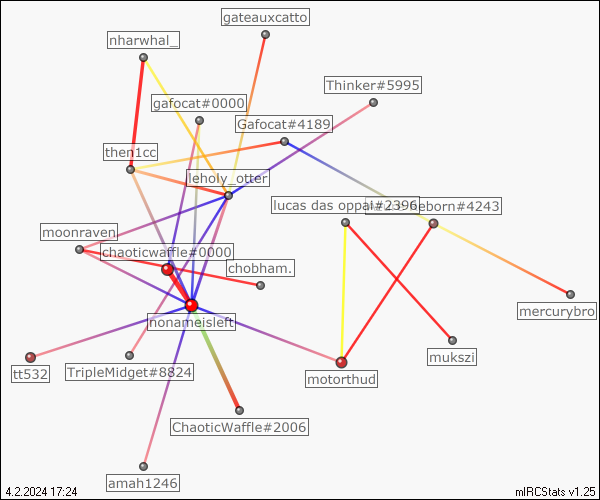 gateauxcatto
nharwhal_
Thinker#5995
gafocat#0000
Gafocat#4189
then1cc
leholy_otter
lucas das oppai#2396
eborn#4243
moonraven
chaoticwaffle#0000
chobham.
mercurybro
nonameisleft
mukszi
tt532
TripleMidget#8824
motorthud
ChaoticWaffle#2006
amah1246
4.2.2024 17:24
mIRCStats v1.25